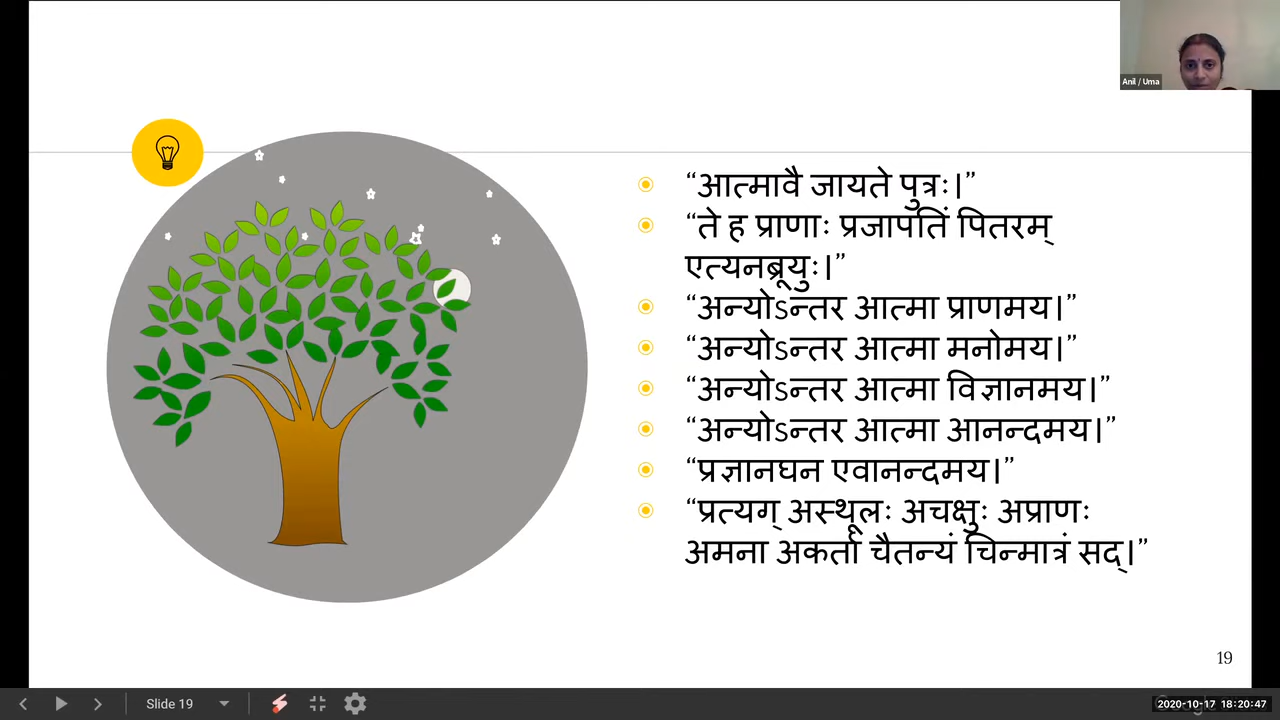 Anil / Uma
“आत्मावै जायते पुत्रः।”
“ते ह प्राणाः प्रजापतिं पितरम्
एत्यनब्रूयुः।”
“अन्योऽन्तर आत्मा प्राणमय।”
“अन्योऽन्तर आत्मा मनोमय।”
“अन्योऽन्तर आत्मा विज्ञानमय।”
“अन्योऽन्तर आत्मा आनन्दमय।”
“प्रज्ञानघन एवानन्दमय।”
“प्रत्यग् अस्थूलः अचक्षुः अप्राणः
अमना अकर्ता चैतन्यं चिन्मात्रं सद्।”
19
Slide 19
2020-10-17 18:20:47